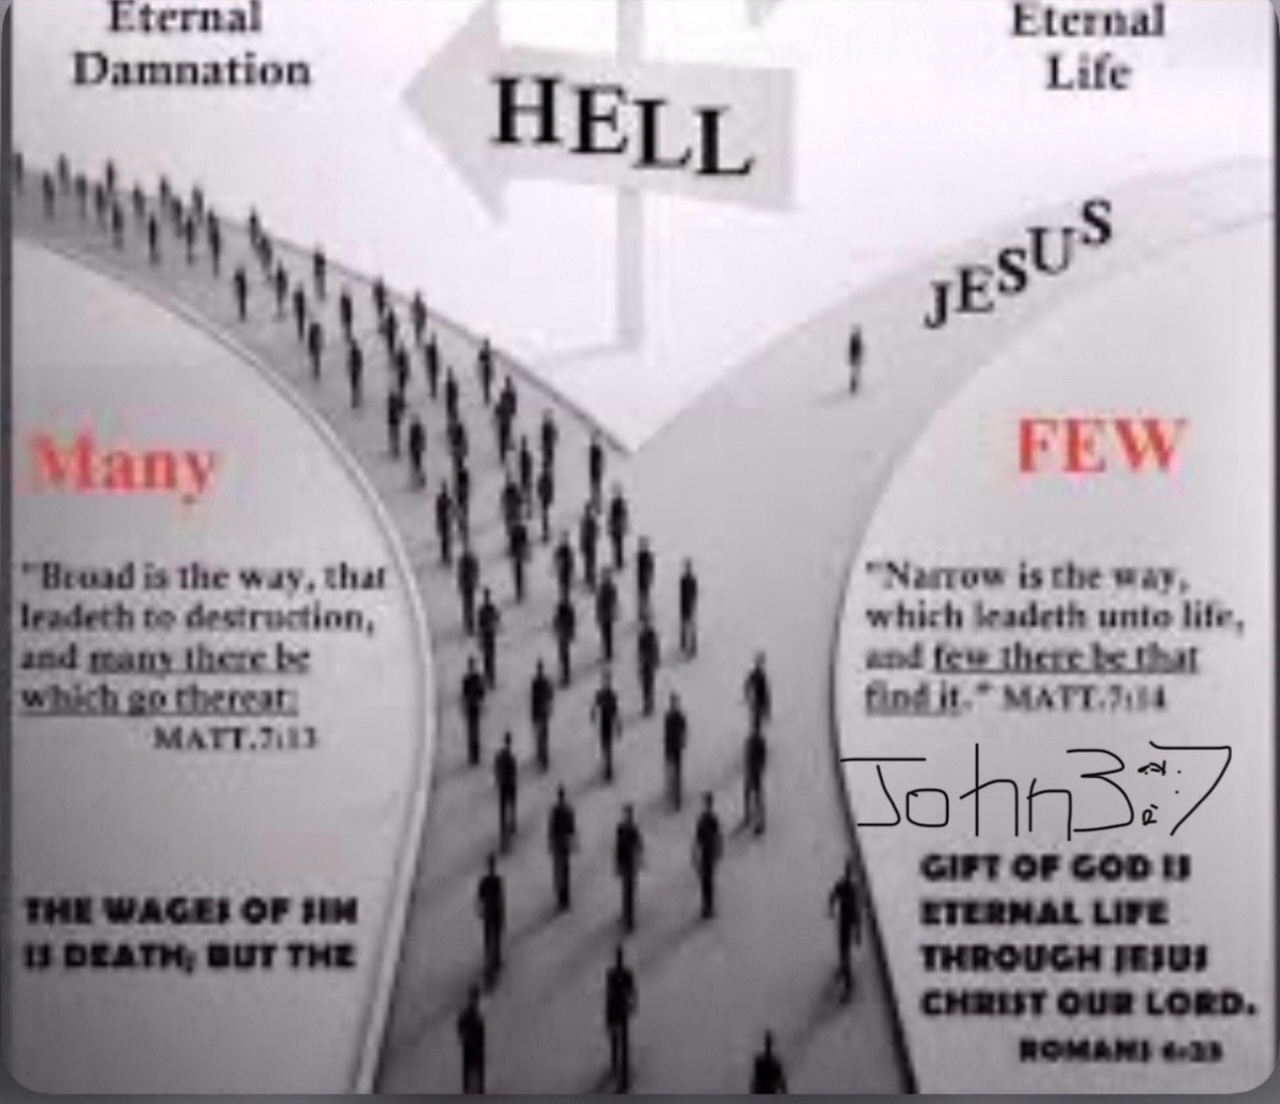 Eternal
Damnation
HELL
Eternal
Life
JESUS
Many
"Broad is the way, that
leadeth to destruction,
and many there be
which go thereat:
MATT.7:13
THE WAGES OF SIN
IS DEATH; BUT THE
FEW
"Narrow is the way,
which leadeth unto life,
and few there be that
find it." MATT.7:14
John 3:7
GIFT OF GOD IS
ETERNAL LIFE
THROUGH JESUS
CHRIST OUR LORD.
ROMANS 6:23